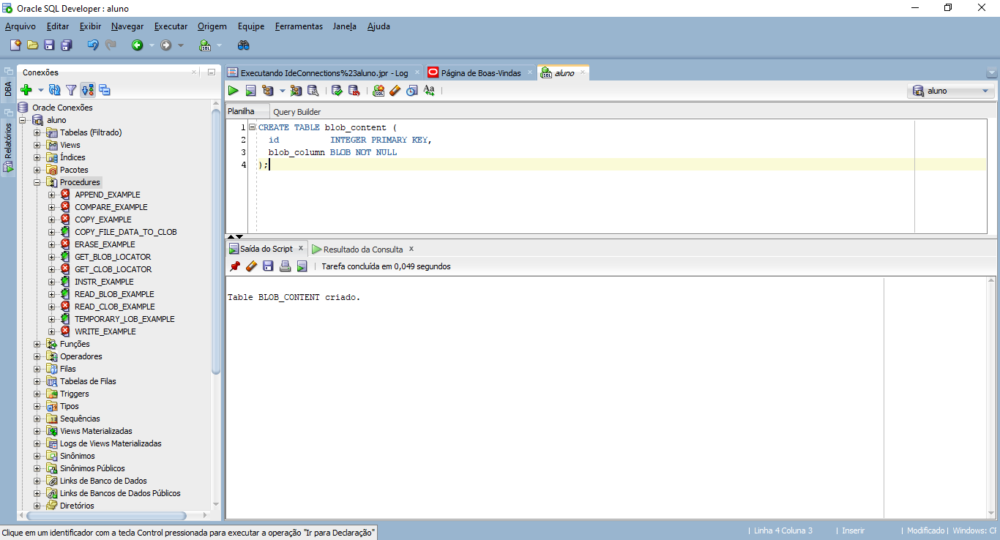 Oracle SQL Developer : aluno
Arquivo Editar Exibir Navegar Executar Origem Equipe Ferramentas Janela Ajuda
Conexões
Executando IdeConnections%23aluno.jpr - Log
Página de Boas-Vindas
aluno
DBA
Relatórios
aluno
Oracle Conexões
aluno
Tabelas (Filtrado)
Views
Índices
Pacotes
Procedures
APPEND_EXAMPLE
COMPARE_EXAMPLE
COPY_EXAMPLE
COPY_FILE_DATA_TO_CLOB
ERASE_EXAMPLE
GET_BLOB_LOCATOR
GET_CLOB_LOCATOR
INSTR_EXAMPLE
READ_BLOB_EXAMPLE
READ_CLOB_EXAMPLE
TEMPORARY_LOB_EXAMPLE
WRITE_EXAMPLE
Funções
Operadores
Filas
Tabelas de Filas
Triggers
Tipos
Sequências
Views Materializadas
Logs de Views Materializadas
Sinônimos
Sinônimos Públicos
Links de Banco de Dados
Links de Bancos de Dados Públicos
Diretórios
Planilha Query Builder
1 CREATE TABLE blob_content (
2 id INTEGER PRIMARY KEY,
3 blob_column BLOB NOT NULL
4 );
Saída do Script x Resultado da Consulta x
Tarefa concluída em 0,049 segundos
Table BLOB_CONTENT criado.
Clique em um identificador com a tecla Control pressionada para executar a operação "Ir para Declaração"
| Linha 4 Coluna 3 | Inserir | Modificado | Windows: